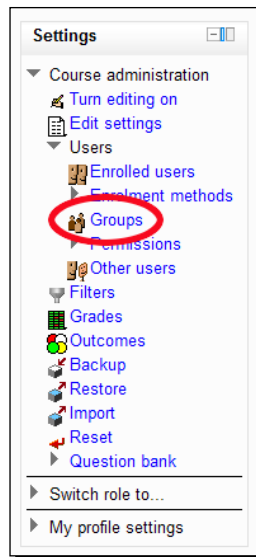 Settings
Course administration
Turn editing on
Edit settings
Users
Enrolled users
Enrolment methods
Groups
Permissions
Other users
Filters
Grades
Outcomes
Backup
Restore
Import
Reset
Question bank
Switch role to...
My profile settings